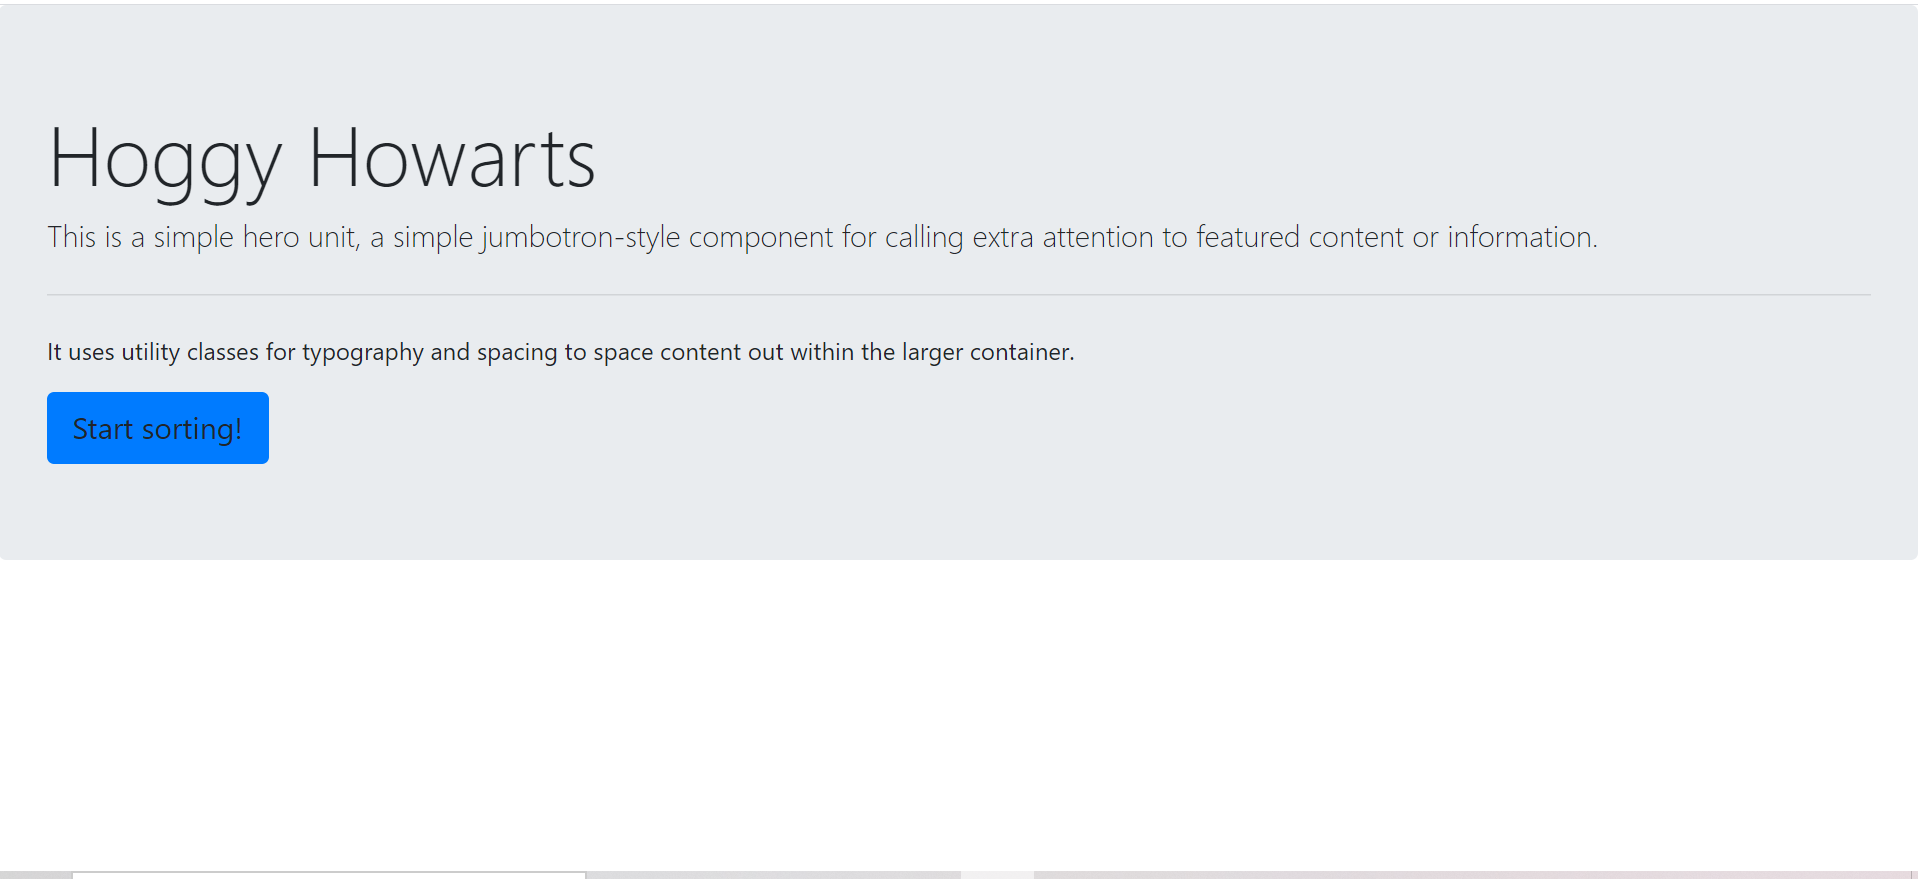 Hoggy Howarts
This is a simple hero unit, a simple jumbotron-style component for calling extra attention to featured content or information.
It uses utility classes for typography and spacing to space content out within the larger container.
Start sorting!